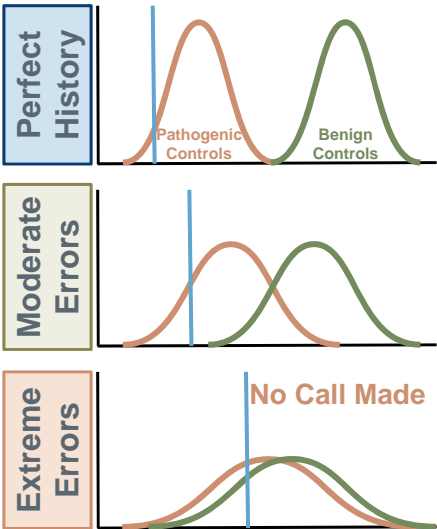 Perfect
History
Pathogenic
Controls
Benign
Controls
Moderate
Errors
Extreme
Errors
No Call Made